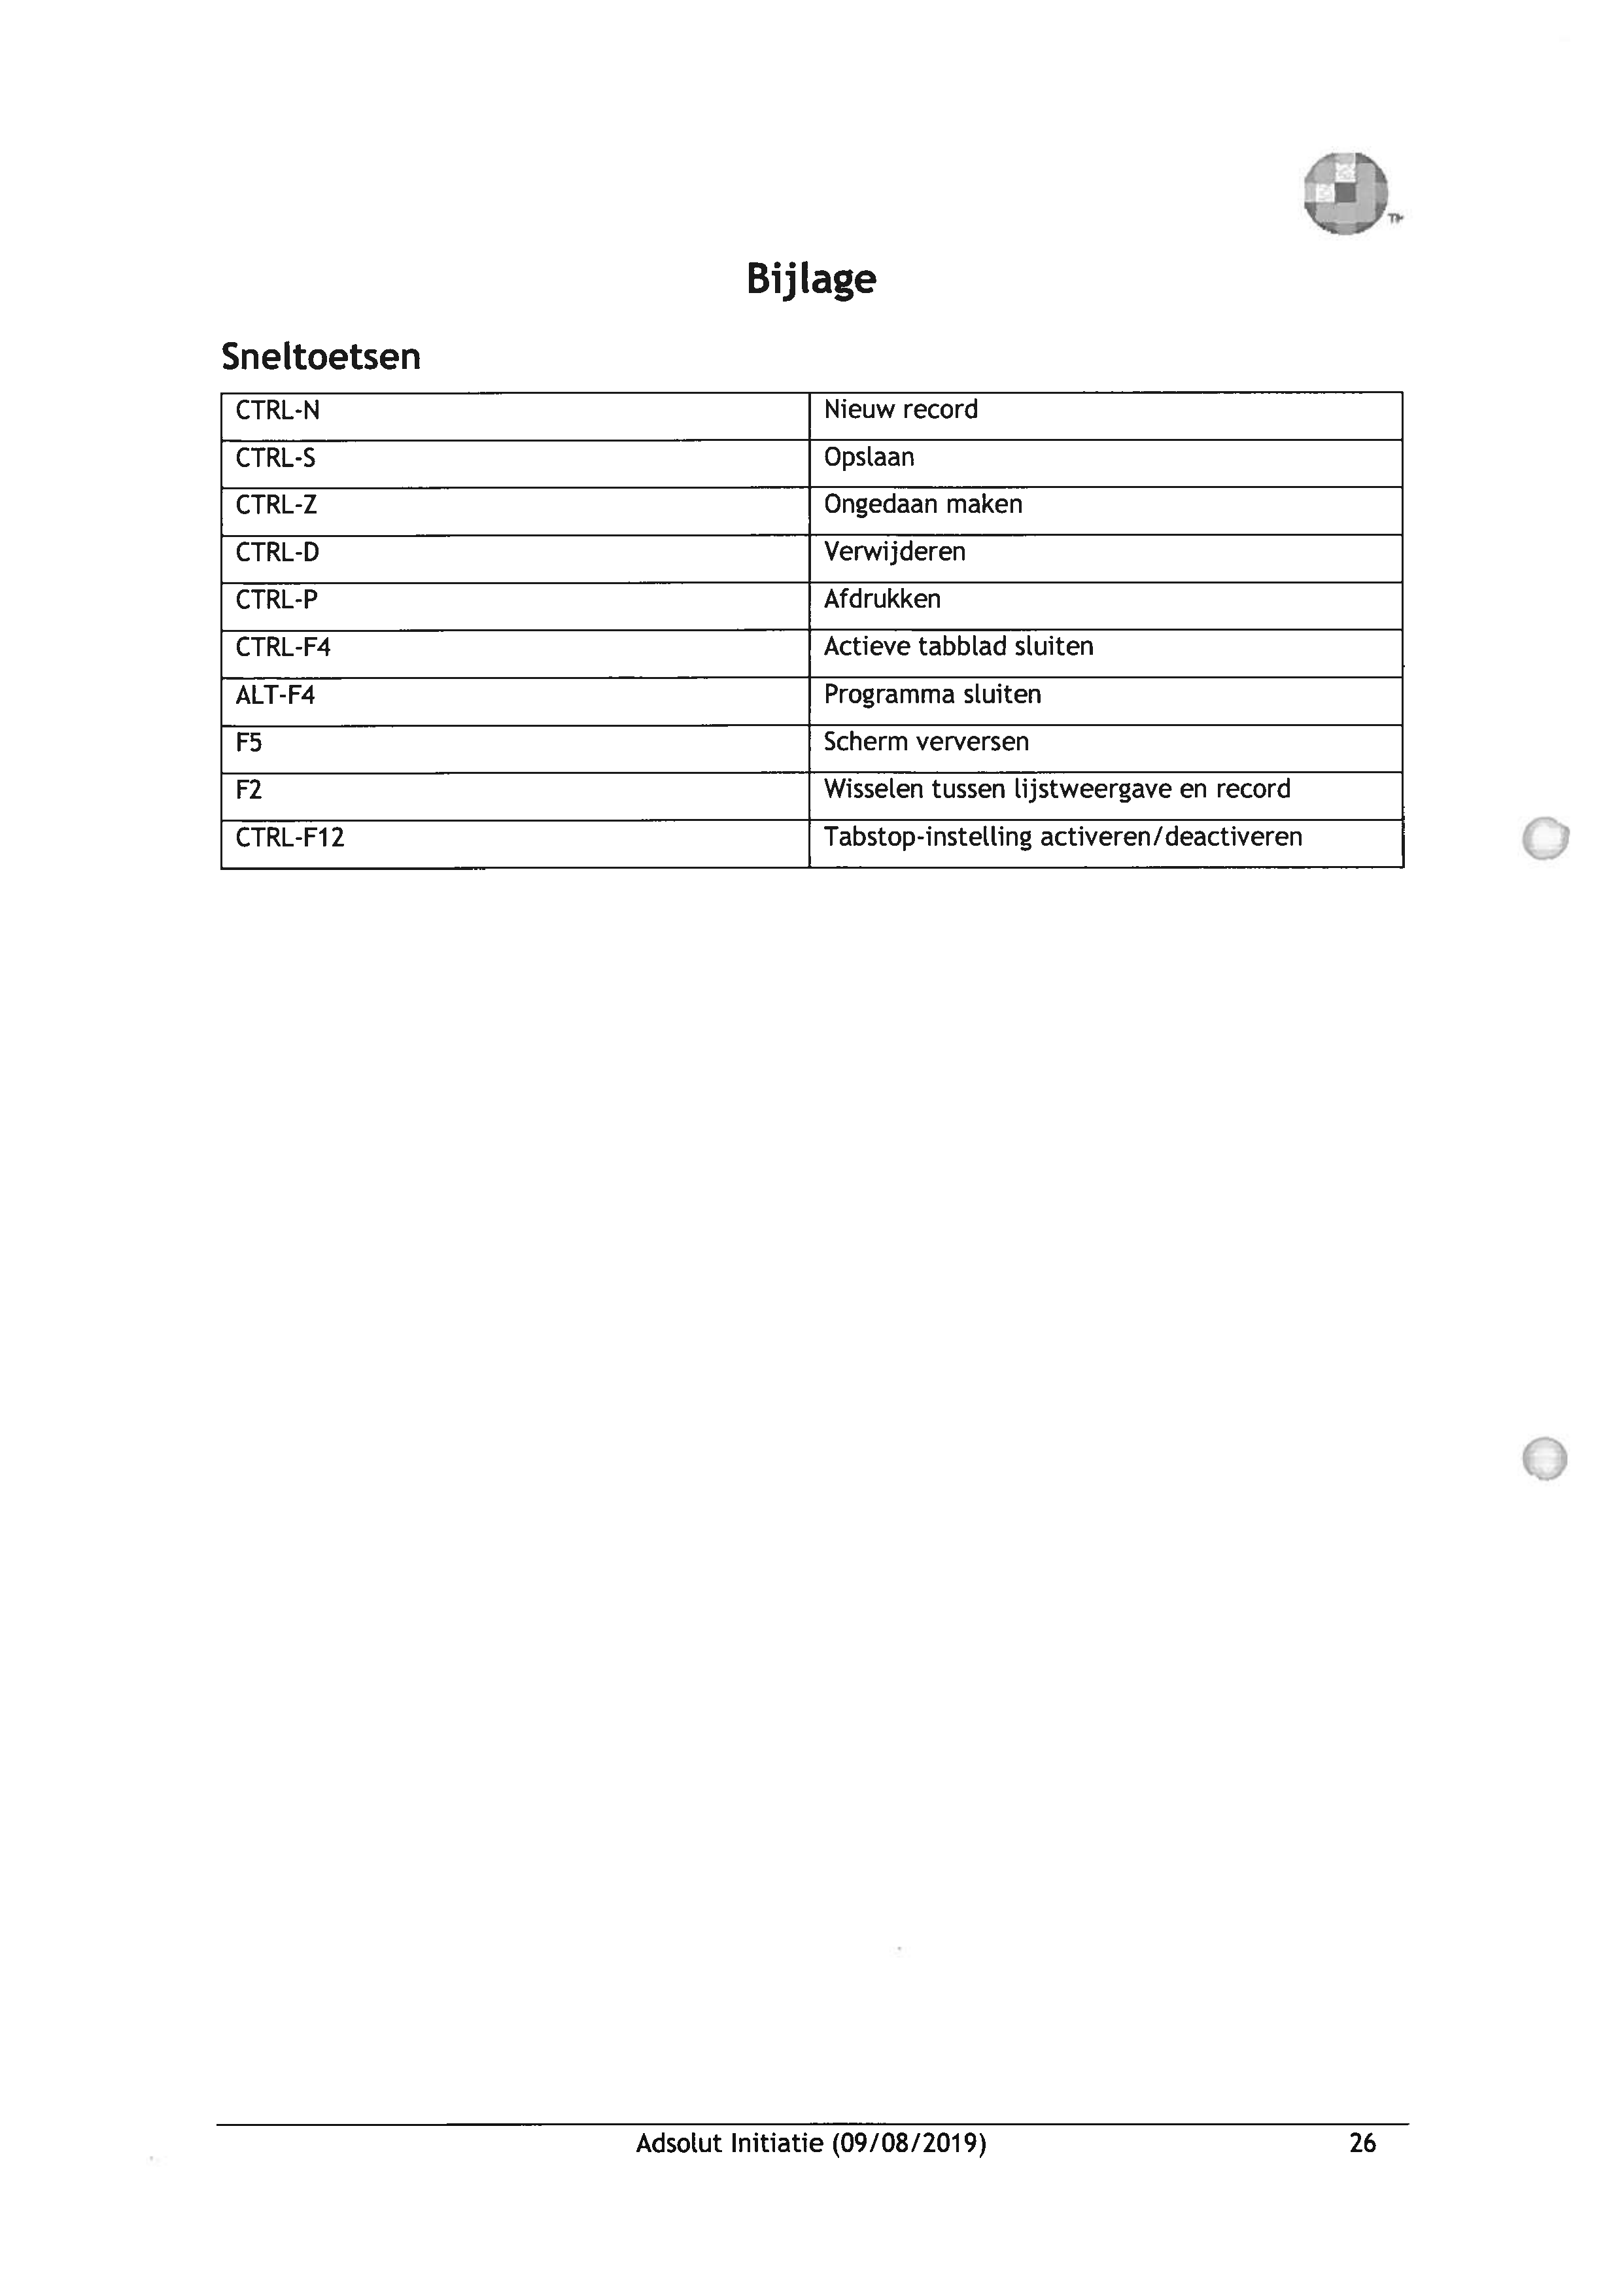 TM
Bijlage
Sneltoetsen
CTRL-N Nieuw record
CTRL-S Opslaan
CTRL-Z Ongedaan maken
CTRL-D Verwijderen
CTRL-P Afdrukken
CTRL-F4 Actieve tabblad sluiten
ALT-F4 Programma sluiten
F5 Scherm verversen
F2 Wisselen tussen lijstweergave en record
CTRL-F12 Tabstop-instelling activeren/deactiveren
Adsolut Initiatie (09/08/2019) 26